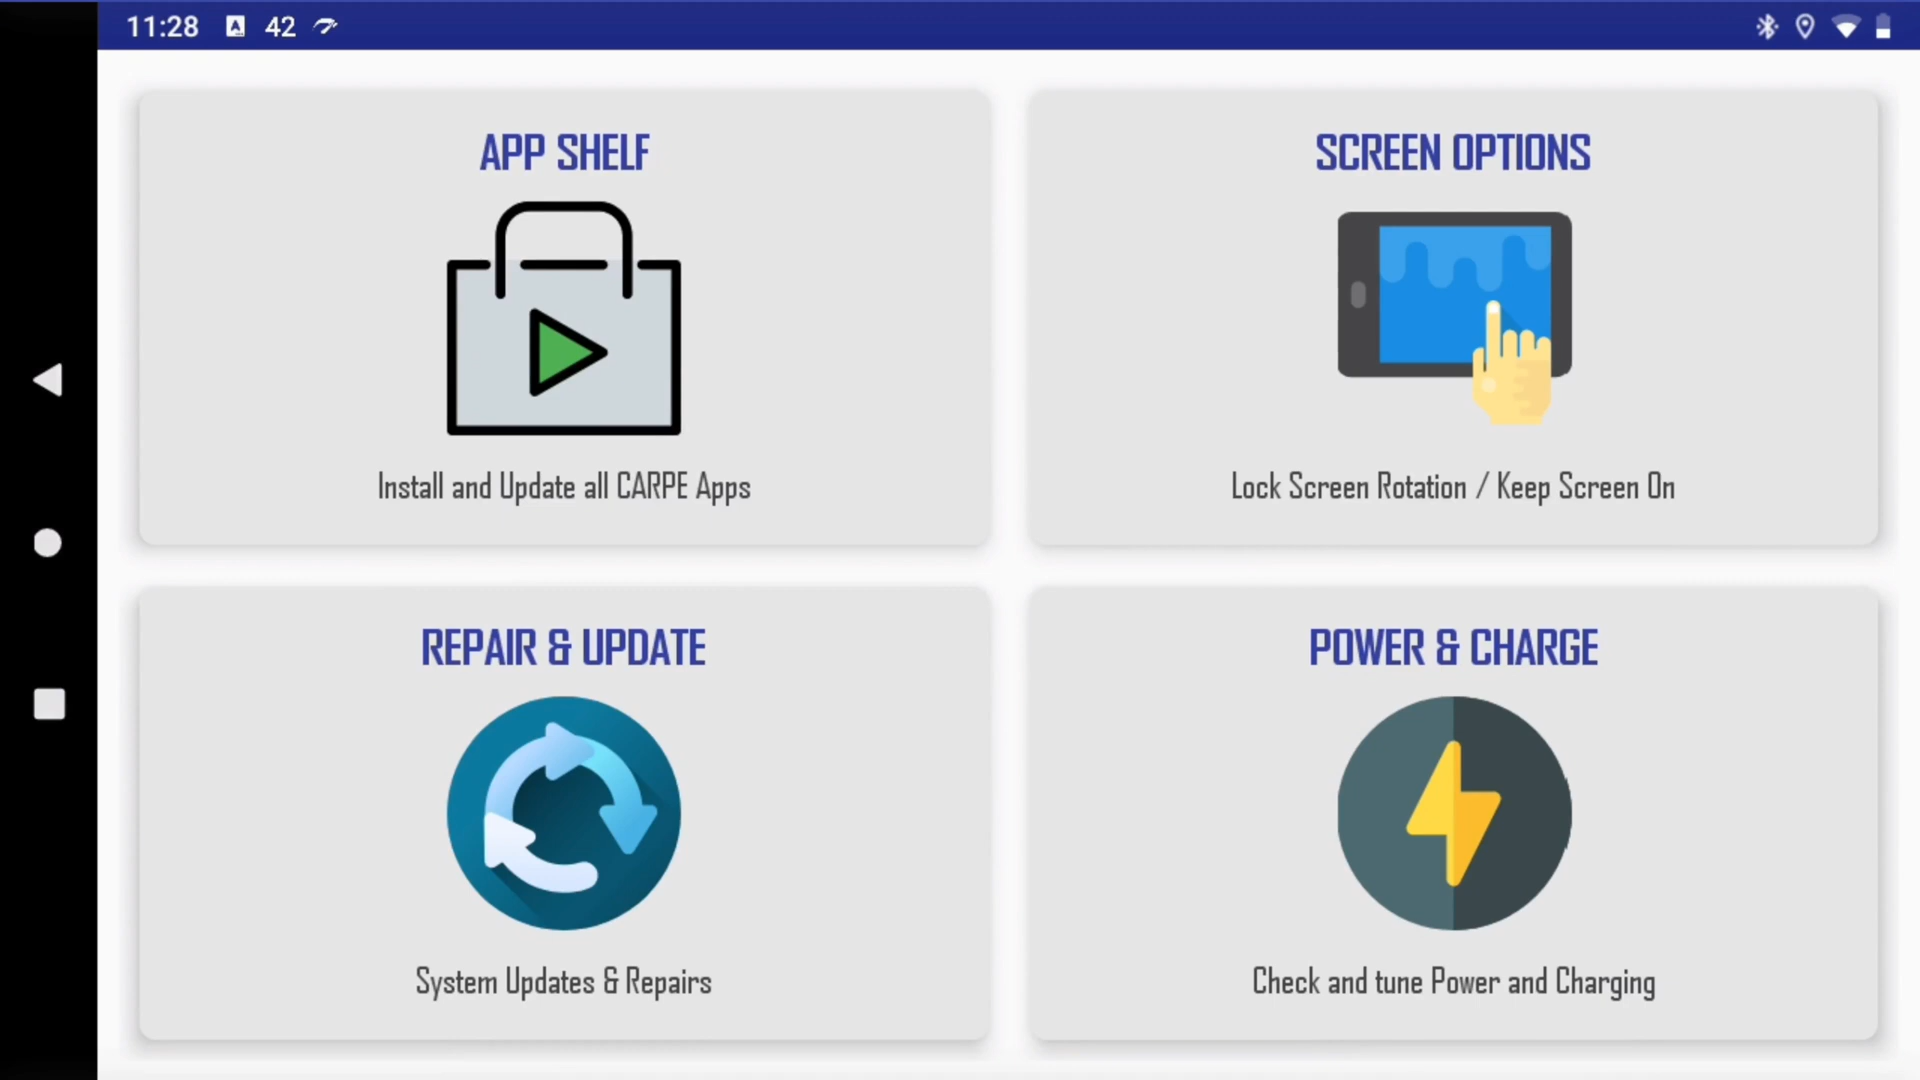 11:28 A 42
APP SHELF
Install and Update all CARPE Apps
SCREEN OPTIONS
Lock Screen Rotation / Keep Screen On
REPAIR & UPDATE
System Updates & Repairs
POWER & CHARGE
Check and tune Power and Charging